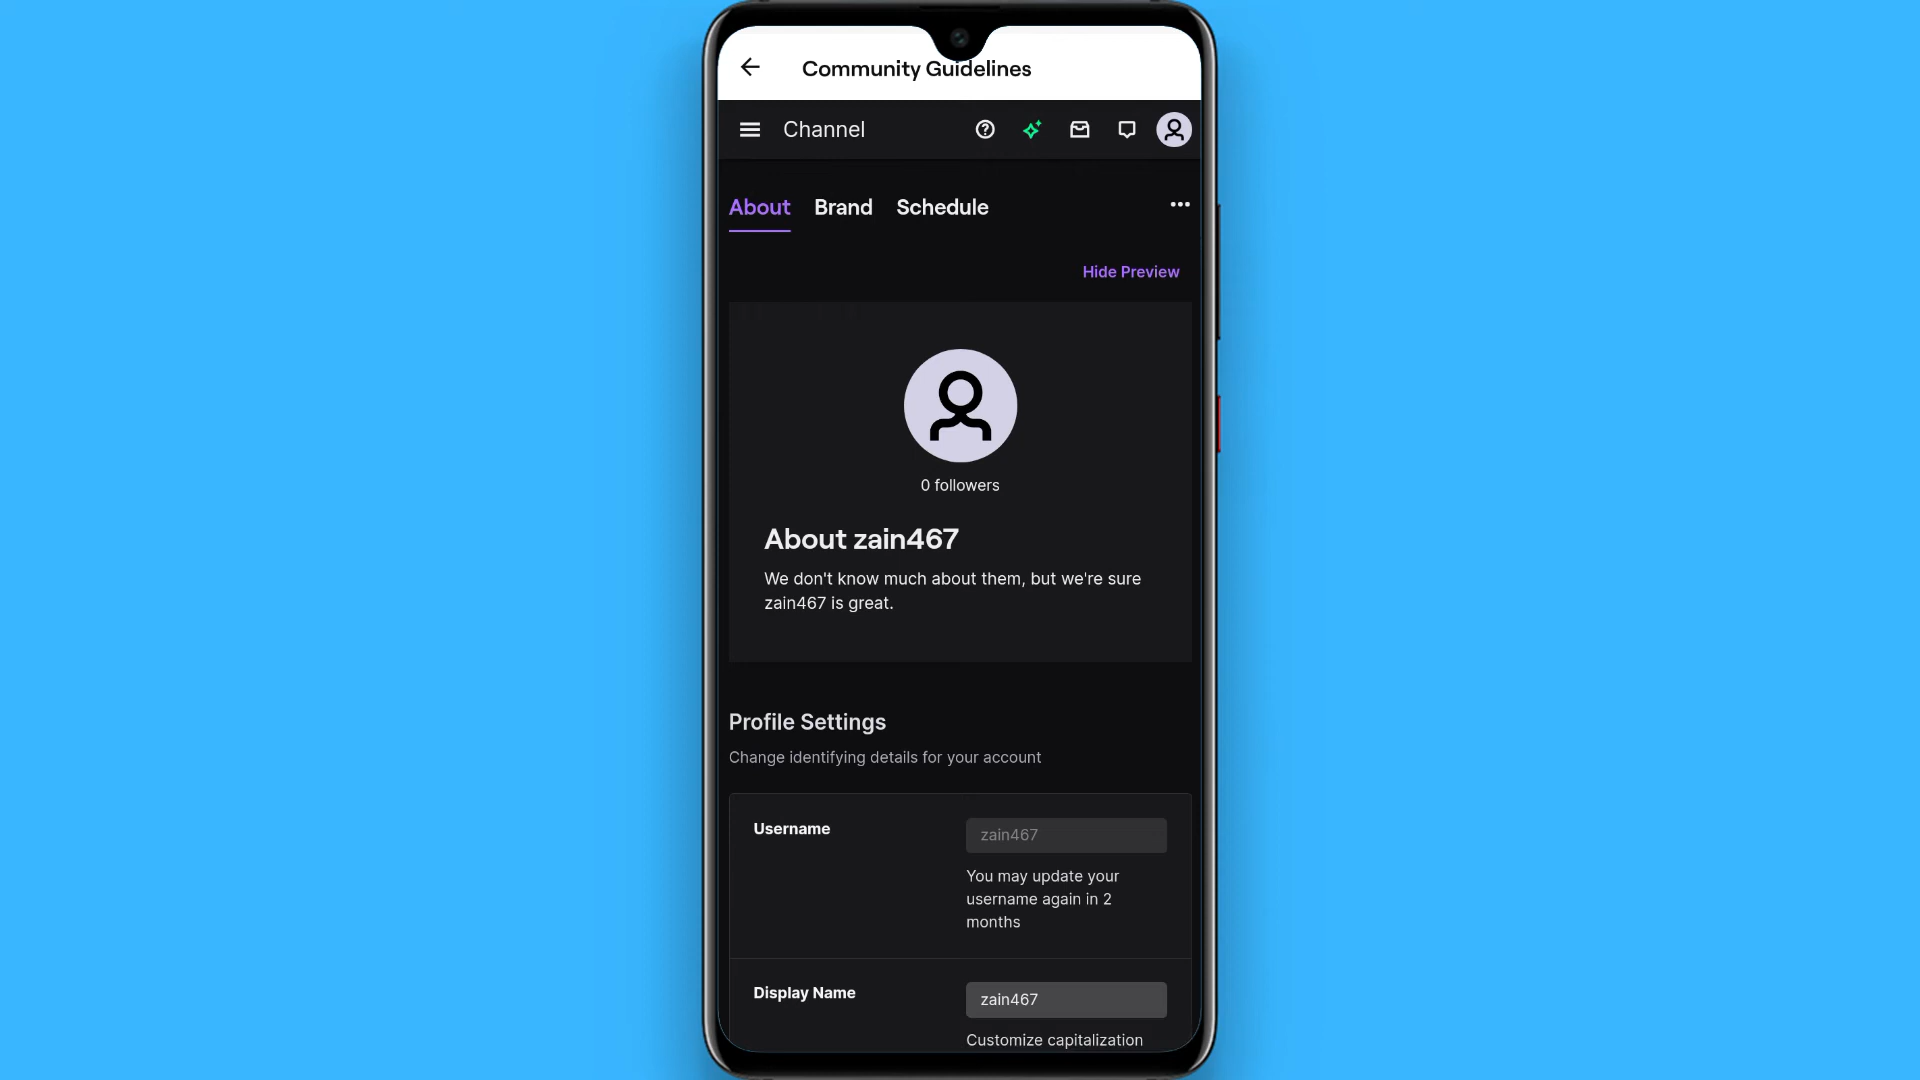 Community Guidelines
Channel
About Brand Schedule
Hide Preview
0 followers
About zain467
We don't know much about them, but we're sure
zain467 is great.
Profile Settings
Change identifying details for your account
Username
zain467
You may update your
username again in 2
months
Display Name
zain467
Customize capitalization